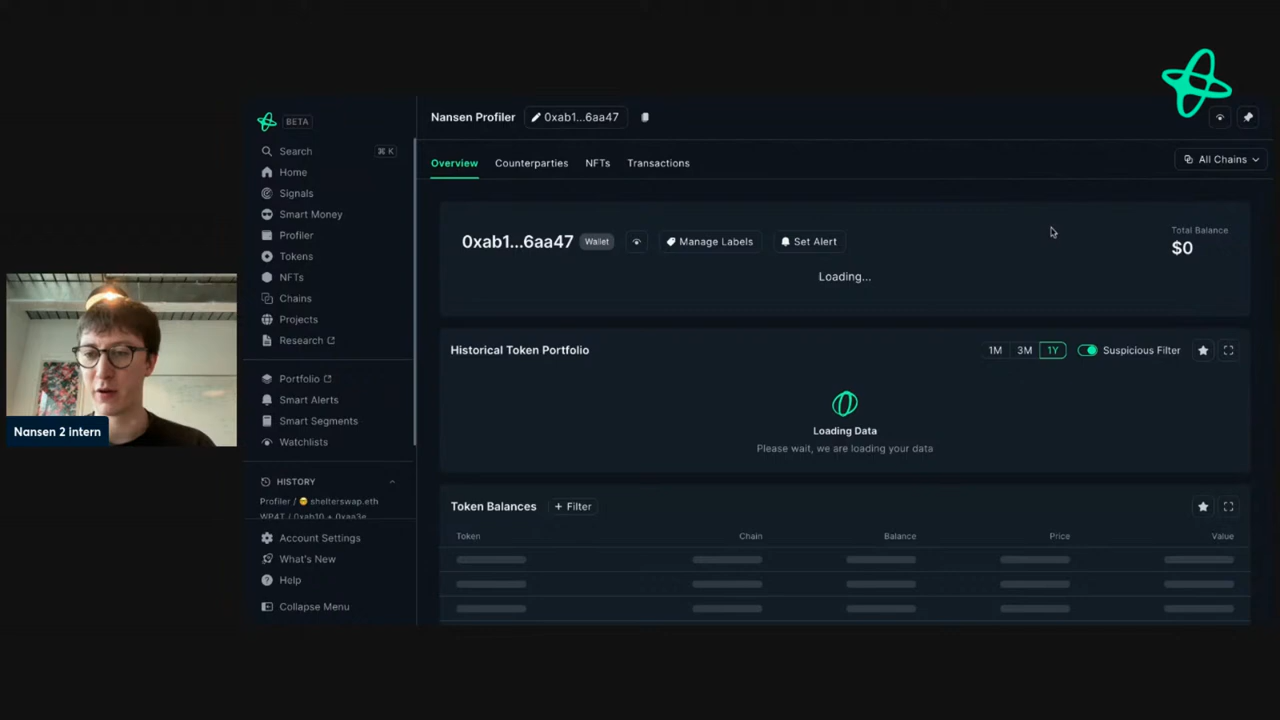 Nansen Profiler
0xab1...6aa47
BETA
Search
⌘ K
Home
Signals
Smart Money
Profiler
Tokens
NFTs
Chains
Projects
Research
Portfolio
Smart Alerts
Smart Segments
Watchlists
HISTORY
Profiler / 😎 shelterswap.eth
WP4T / 0xab10 + 0xaa3e
Account Settings
What's New
Help
Collapse Menu
Overview
Counterparties
NFTs
Transactions
All Chains
0xab1...6aa47
Wallet
Manage Labels
Set Alert
Total Balance
$0
Loading...
Historical Token Portfolio
1M
3M
1Y
Suspicious Filter
Loading Data
Please wait, we are loading your data
Token Balances
+ Filter
Token
Chain
Balance
Price
Value
Nansen 2 intern